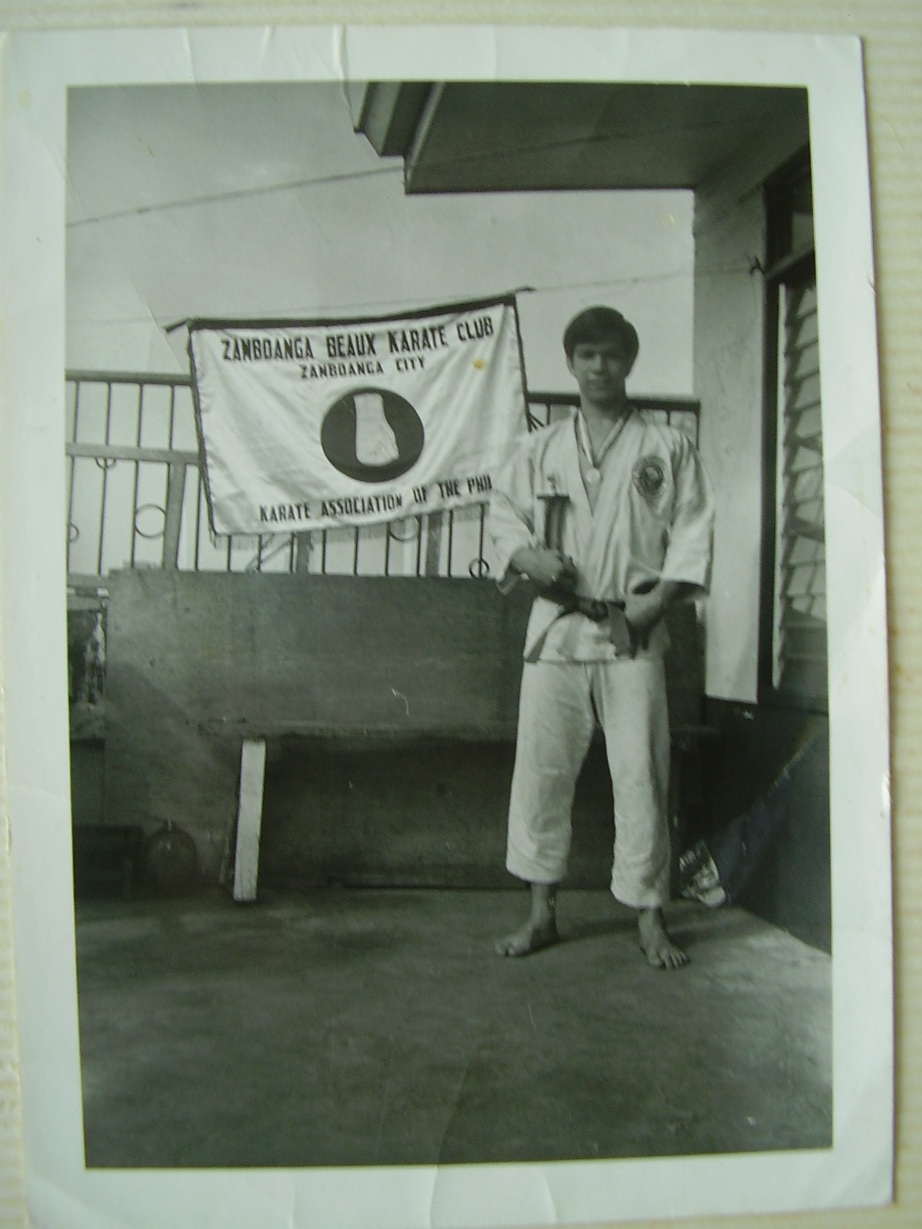 ZAMBOANGA BEAUX KARATE CLUB
ZAMBOANGA CITY
KARATE ASSOCIATION OF THE PHIL